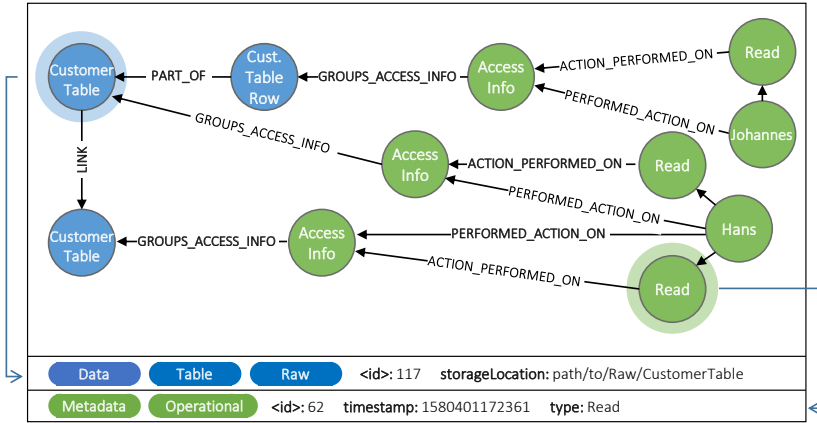 Customer
Table
PART_OF
Cust.
Table
Row
GROUPS_ACCESS_INFO
Access
Info
ACTION_PERFORMED_ON
Read
PERFORMED_ACTION_ON
Johannes
GROUPS_ACCESS_INFO
Access
Info
ACTION_PERFORMED_ON
Read
LINK
PERFORMED_ACTION_ON
Hans
Customer
Table
GROUPS_ACCESS_INFO
Access
Info
PERFORMED_ACTION_ON
ACTION_PERFORMED_ON
Read
Data Table Raw <id>: 117 storageLocation: path/to/Raw/CustomerTable
Metadata Operational <id>: 62 timestamp: 1580401172361 type: Read